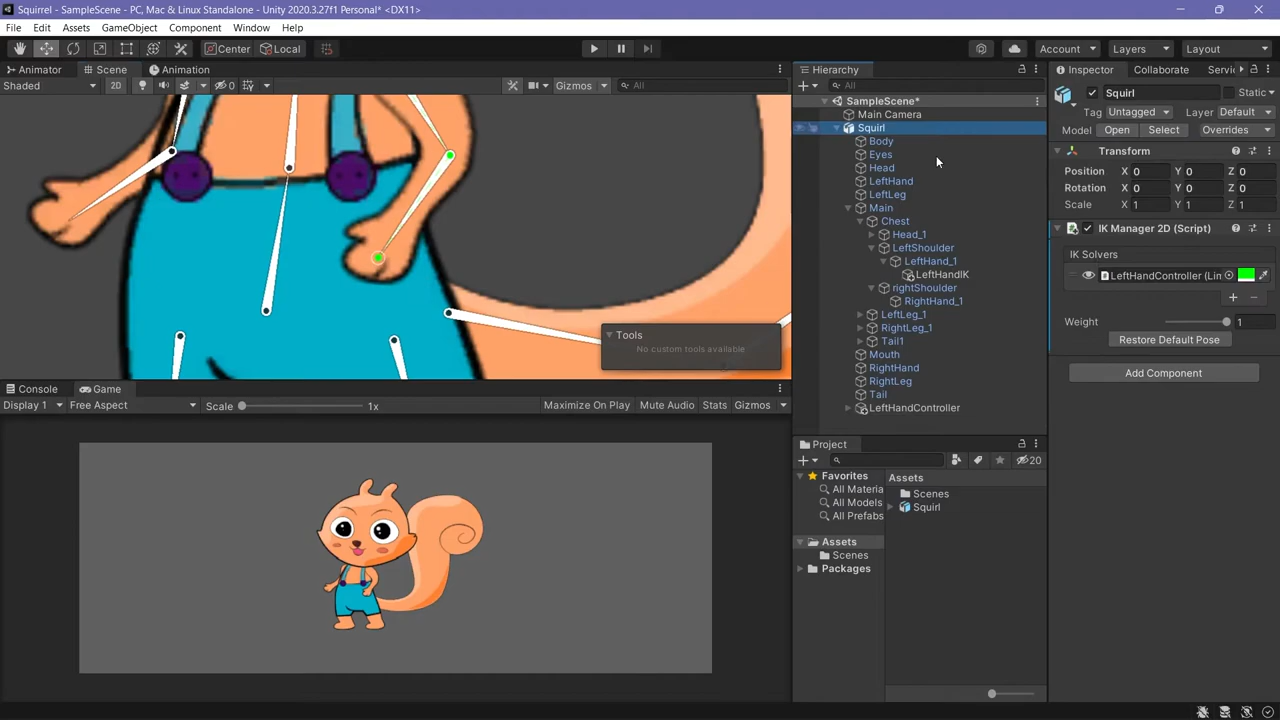 Squirrel - SampleScene - PC, Mac & Linux Standalone - Unity 2020.3.27f1 Personal* <DX11>
File Edit Assets GameObject Component Window Help
Center Local Account Layers Layout
Animator Scene Animation
Shaded 2D 0 Gizmos All
Tools
No custom tools available
Console Game
Display 1 Free Aspect Scale 1x Maximize On Play Mute Audio Stats Gizmos
Hierarchy
All
SampleScene*
Main Camera
Squirl
Body
Eyes
Head
LeftHand
LeftLeg
Main
Chest
Head_1
LeftShoulder
LeftHand_1
LeftHandIK
rightShoulder
RightHand_1
LeftLeg_1
RightLeg_1
Tail1
Mouth
RightHand
RightLeg
Tail
LeftHandController
Project
20
Favorites
All Materia
All Models
All Prefabs
Assets
Scenes
Packages
Assets
Scenes
Squirl
Inspector Collaborate Servi
Squirl Static
Tag Untagged Layer Default
Model Open Select Overrides
Transform
Position X 0 Y 0 Z 0
Rotation X 0 Y 0 Z 0
Scale X 1 Y 1 Z 1
IK Manager 2D (Script)
IK Solvers
LeftHandController (Lin
Weight 1
Restore Default Pose
Add Component